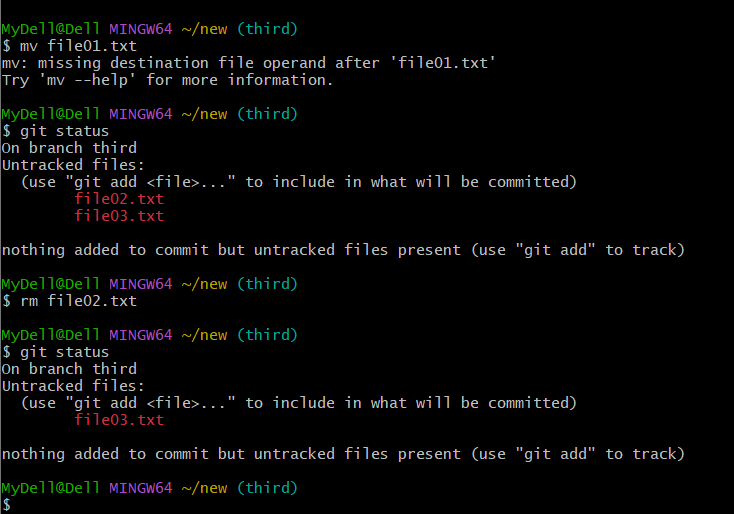 MyDell@Dell MINGW64 ~/new (third)
$ mv file01.txt
mv: missing destination file operand after 'file01.txt'
Try 'mv --help' for more information.
MyDell@Dell MINGW64 ~/new (third)
$ git status
On branch third
Untracked files:
  (use "git add <file>..." to include in what will be committed)
        file02.txt
        file03.txt
nothing added to commit but untracked files present (use "git add" to track)
MyDell@Dell MINGW64 ~/new (third)
$ rm file02.txt
MyDell@Dell MINGW64 ~/new (third)
$ git status
On branch third
Untracked files:
  (use "git add <file>..." to include in what will be committed)
        file03.txt
nothing added to commit but untracked files present (use "git add" to track)
MyDell@Dell MINGW64 ~/new (third)
$